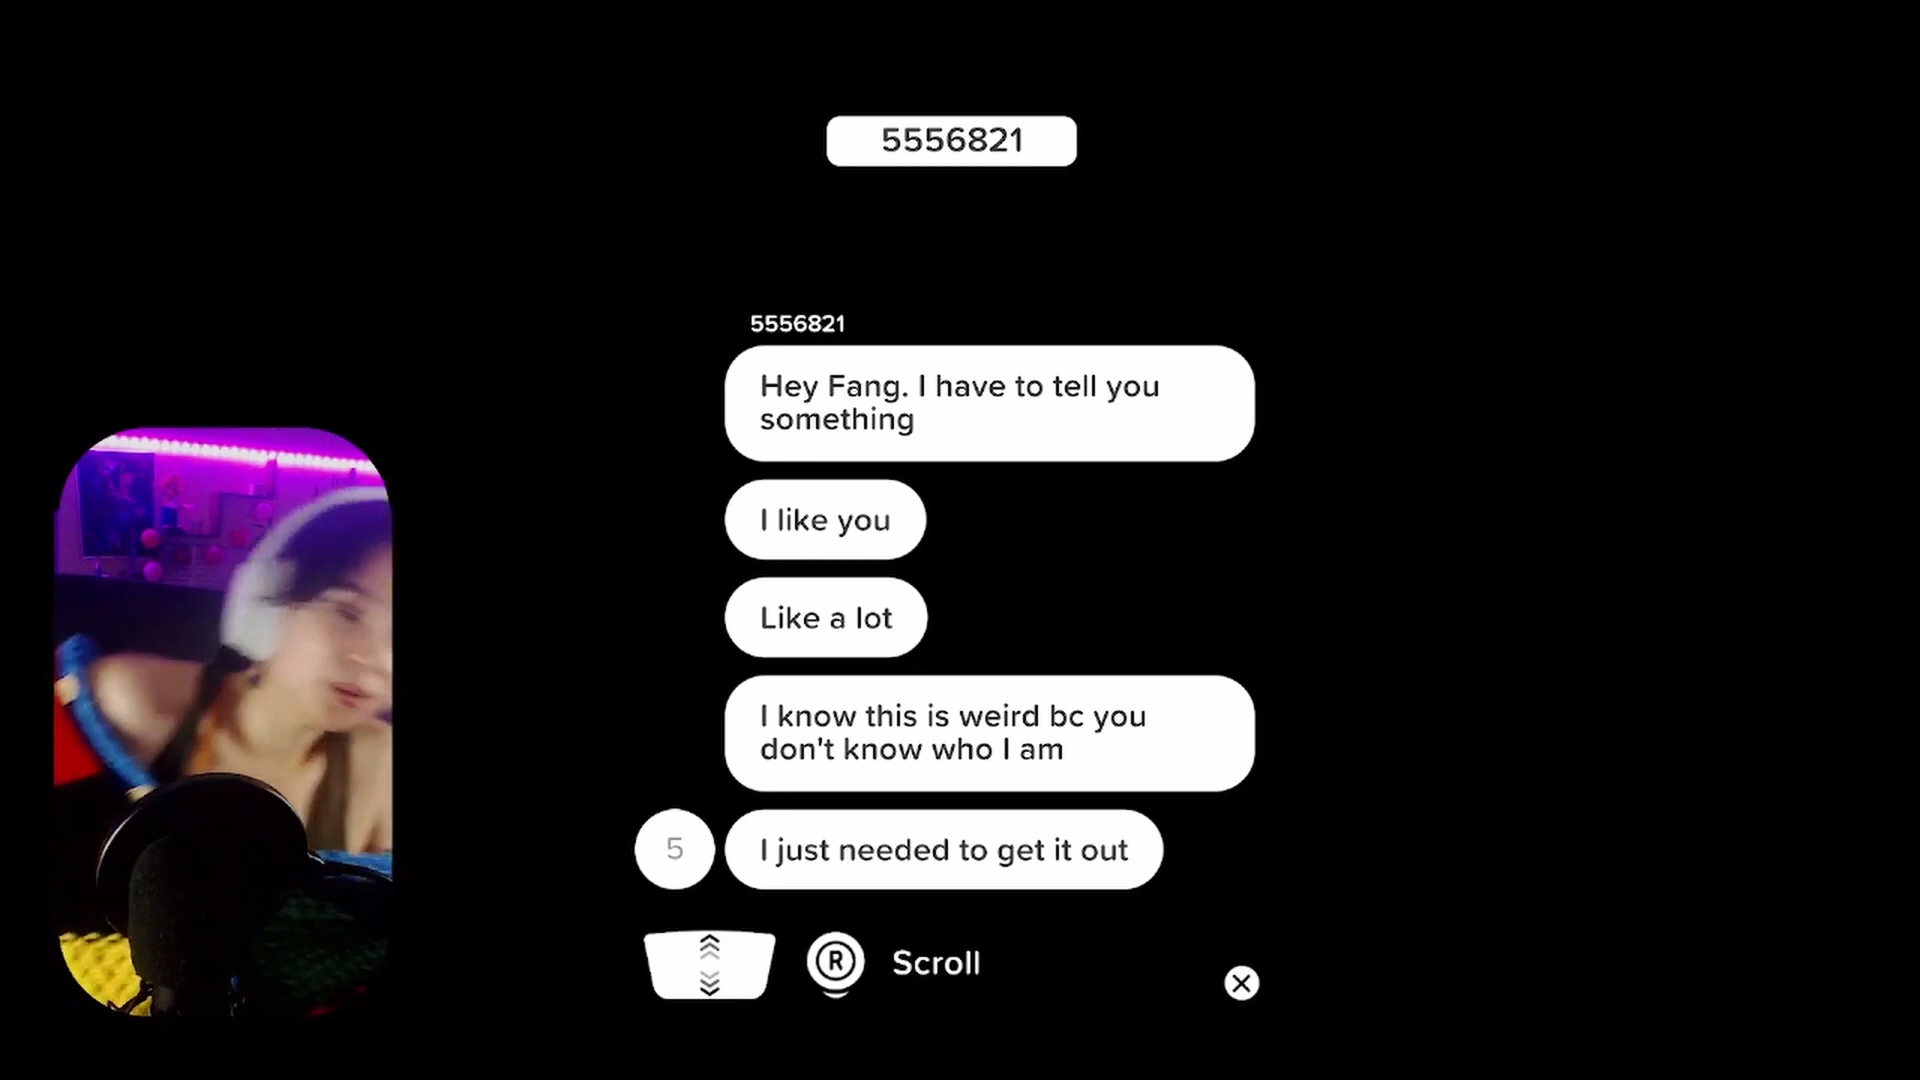 5556821
5556821
Hey Fang. I have to tell you
something
I like you
Like a lot
I know this is weird bc you
don't know who I am
5
I just needed to get it out
R
Scroll